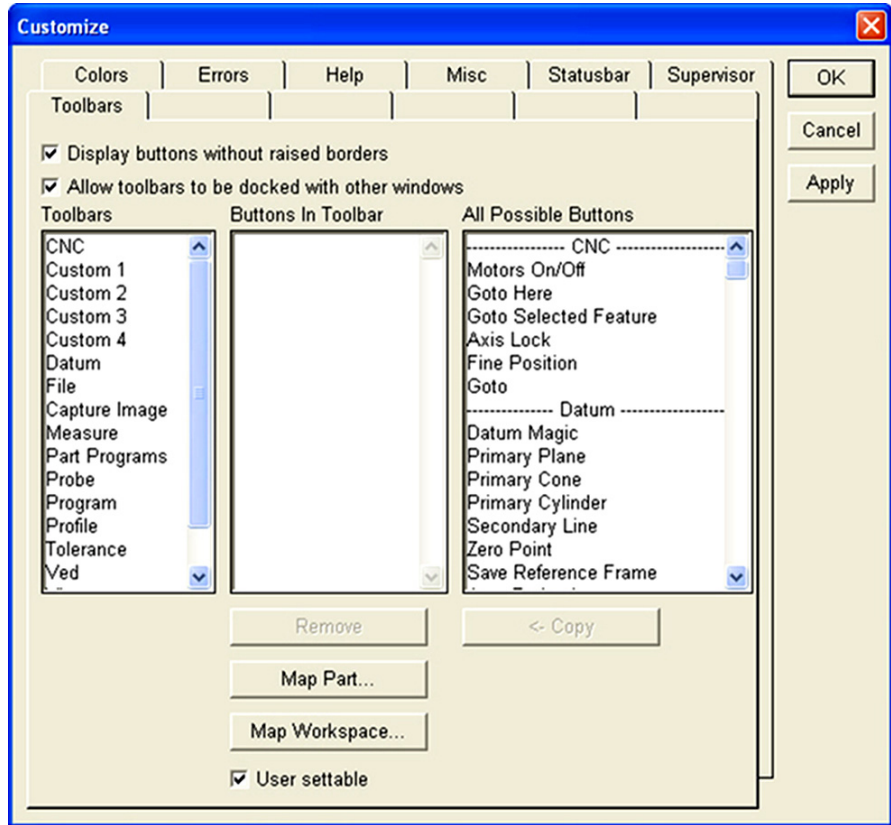 Customize
Colors Errors Help Misc Statusbar Supervisor
Toolbars
OK
Cancel
Apply
Display buttons without raised borders
Allow toolbars to be docked with other windows
Toolbars
CNC
Custom 1
Custom 2
Custom 3
Custom 4
Datum
File
Capture Image
Measure
Part Programs
Probe
Program
Profile
Tolerance
Ved
Buttons In Toolbar
All Possible Buttons
---------------- CNC -----------------
Motors On/Off
Goto Here
Goto Selected Feature
Axis Lock
Fine Position
Goto
-------------- Datum ----------------
Datum Magic
Primary Plane
Primary Cone
Primary Cylinder
Secondary Line
Zero Point
Save Reference Frame
Remove
<- Copy
Map Part...
Map Workspace...
User settable